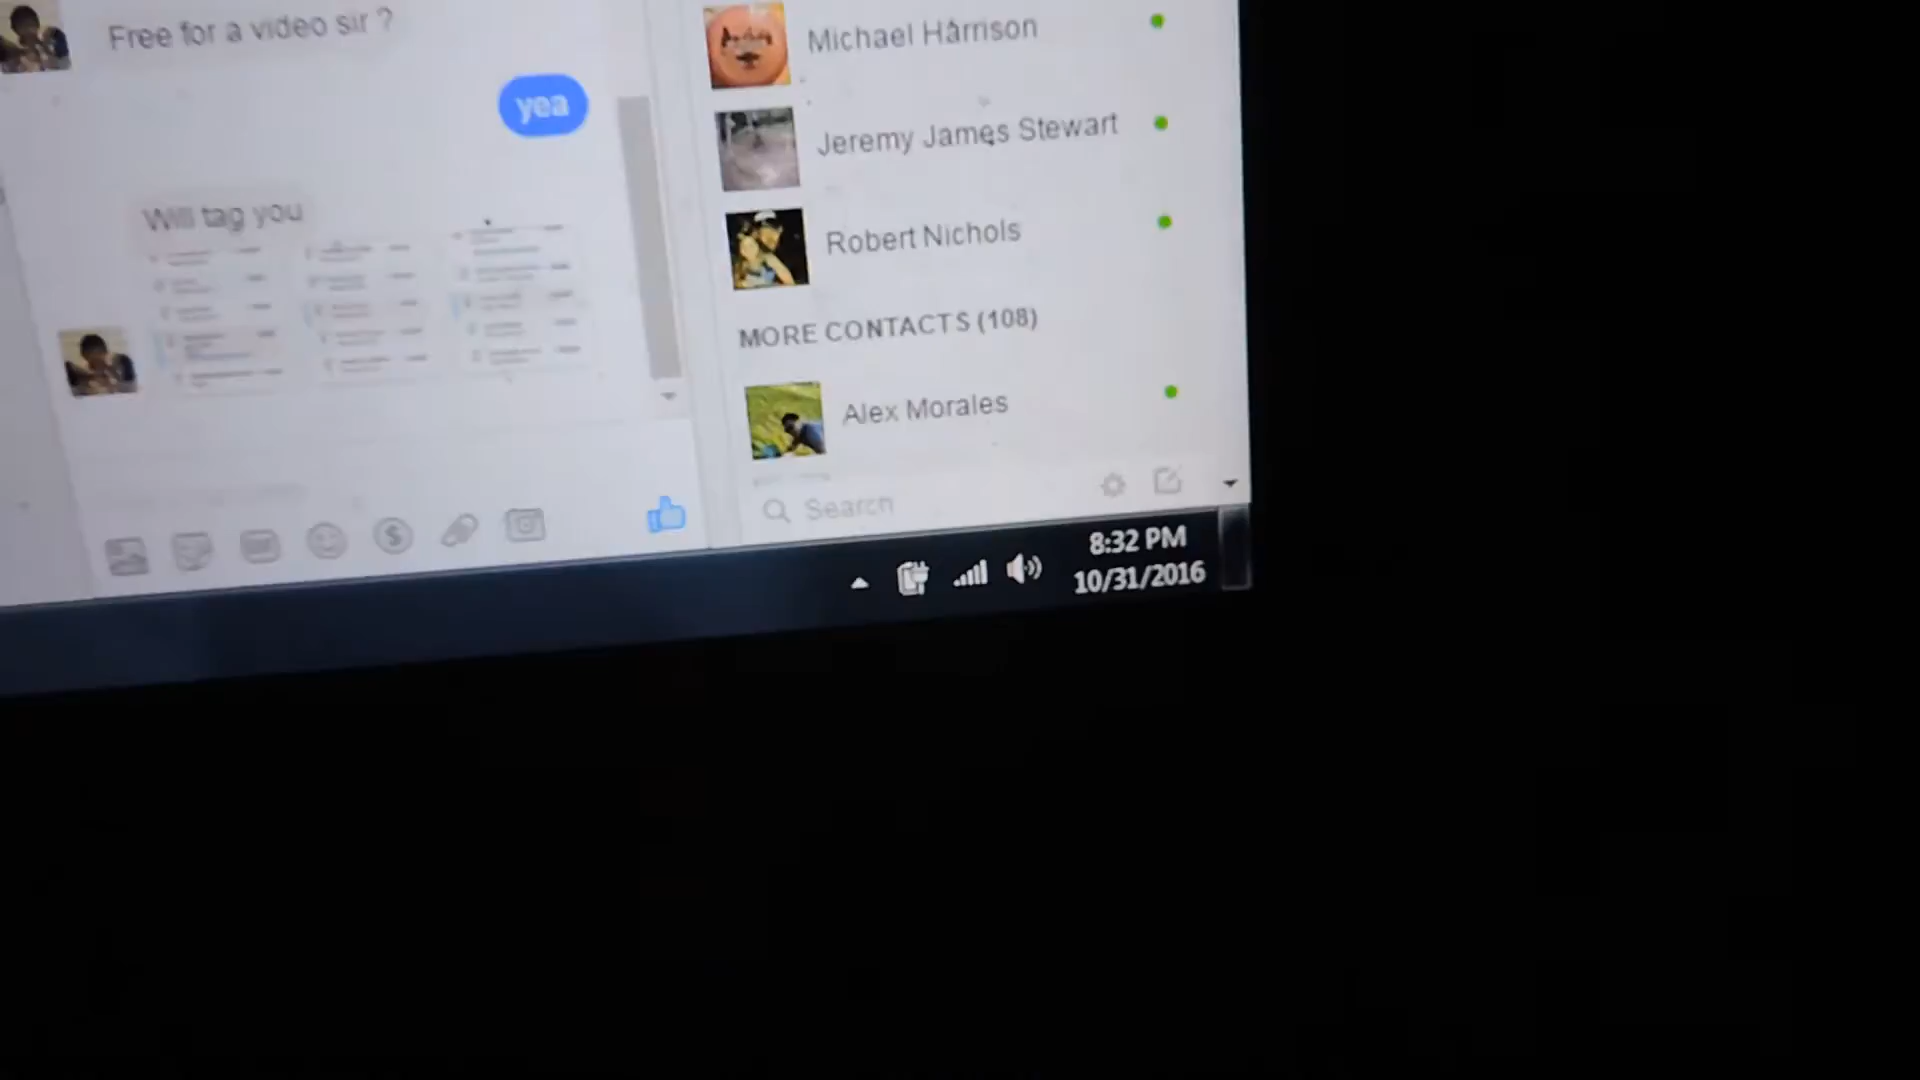 Free for a video sir ?
yea
Will tag you
Michael Harrison
Jeremy James Stewart
Robert Nichols
MORE CONTACTS (108)
Alex Morales
Search
8:32 PM
10/31/2016